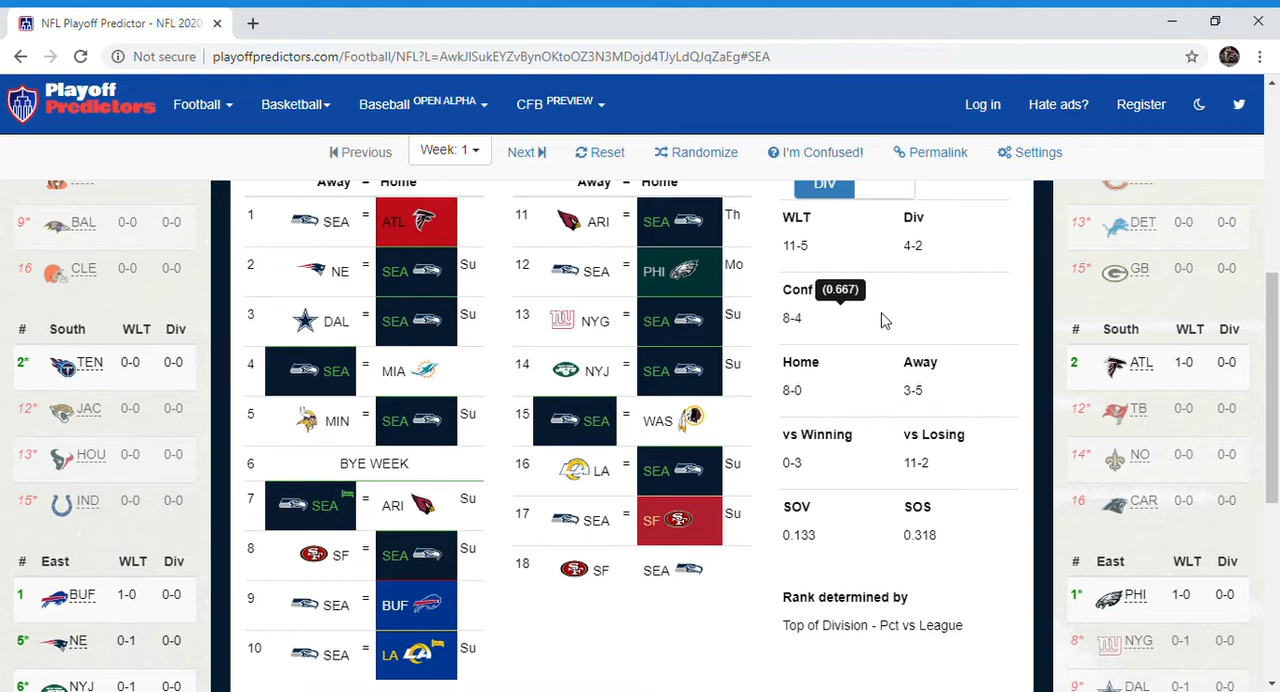 NFL Playoff Predictor - NFL 2020
Not secure
playoffpredictors.com/Football/NFL?L=AwkJlSukEYZvBynOKtoOZ3N3MDojd4TJyLdQJqZaEg#SEA
Playoff
Predictors
Football
Basketball
Baseball OPEN ALPHA
CFB PREVIEW
Log in
Hate ads?
Register
Previous
Week: 1
Next
Reset
Randomize
I'm Confused!
Permalink
Settings
9* BAL 0-0 0-0
16 CLE 0-0 0-0
# South WLT Div
2* TEN 0-0 0-0
12* JAC 0-0 0-0
13* HOU 0-0 0-0
15* IND 0-0 0-0
# East WLT Div
1 BUF 1-0 0-0
5* NE 0-1 0-0
6* NYJ 0-1 0-0
Away = Home
1 SEA = ATL
2 NE = SEA Su
3 DAL = SEA Su
4 SEA = MIA Su
5 MIN = SEA Su
6 BYE WEEK
7 SEA = ARI Su
8 SF = SEA Su
9 SEA = BUF Su
10 SEA = LA Su
Away = Home
11 ARI = SEA Th
12 SEA = PHI Mo
13 NYG = SEA Su
14 NYJ = SEA Su
15 SEA = WAS Su
16 LA = SEA Su
17 SEA = SF Su
18 SF SEA
DIV
WLT Div
11-5 4-2
Conf (0.667)
8-4
Home Away
8-0 3-5
vs Winning vs Losing
0-3 11-2
SOV SOS
0.133 0.318
Rank determined by
Top of Division - Pct vs League
13* DET 0-0 0-0
15* GB 0-0 0-0
# South WLT Div
2 ATL 1-0 0-0
12* TB 0-0 0-0
14* NO 0-0 0-0
16 CAR 0-0 0-0
# East WLT Div
1* PHI 1-0 0-0
8* NYG 0-1 0-0
9* DAL 0-1 0-0